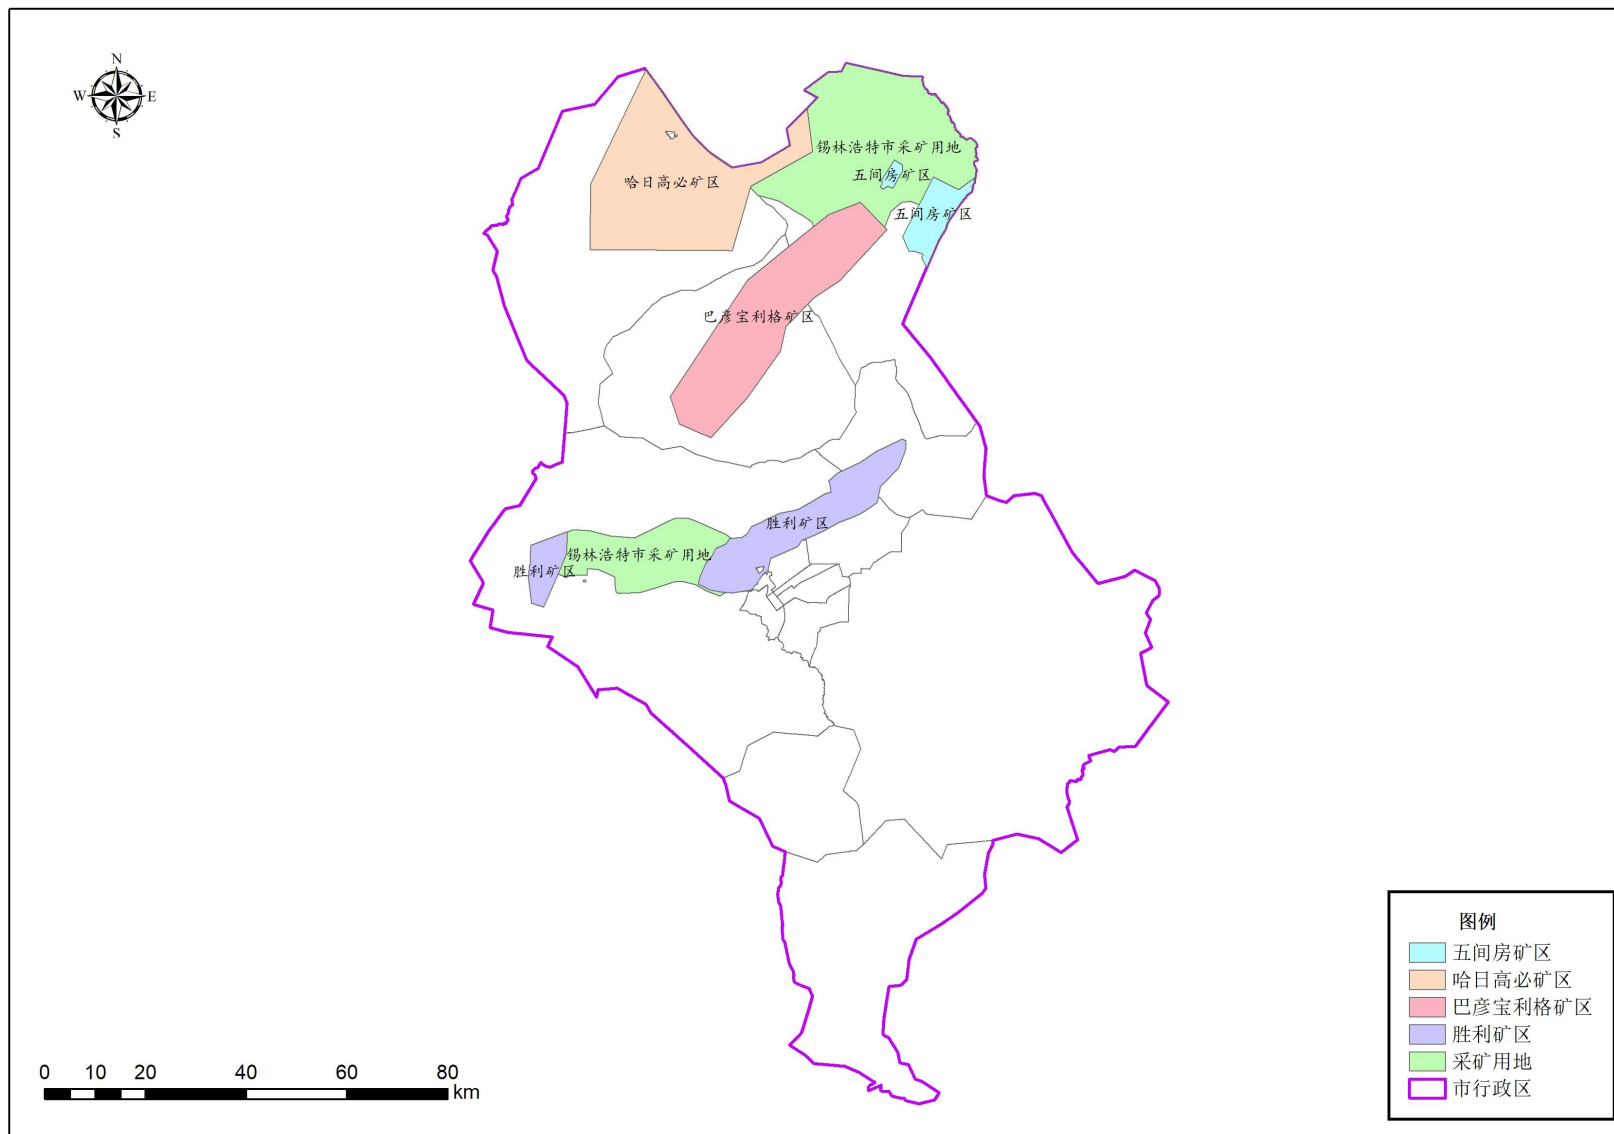 N
W
E
S
锡林浩特市采矿用地
五间房矿区
哈日高必矿区
五间房矿区
巴彦宝利格矿区
胜利矿区
锡林浩特市采矿用地
胜利矿区
图例
五间房矿区
哈日高必矿区
巴彦宝利格矿区
胜利矿区
采矿用地
市行政区
0 10 20 40 60 80
km